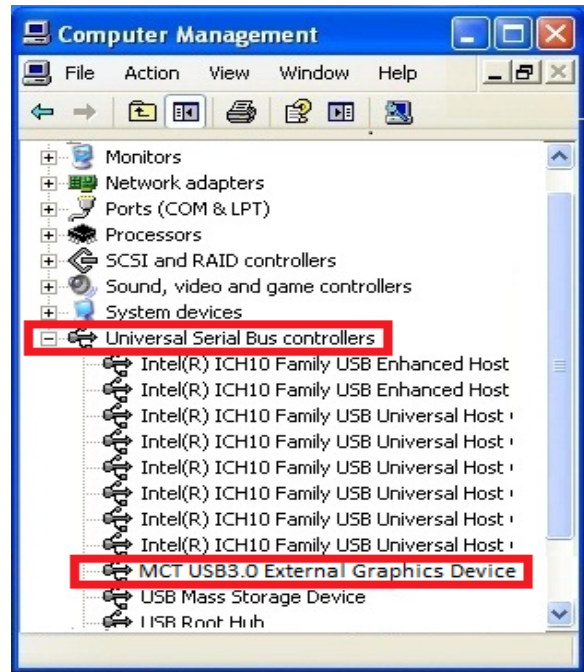 Computer Management
File Action View Window Help
Monitors
Network adapters
Ports (COM & LPT)
Processors
SCSI and RAID controllers
Sound, video and game controllers
System devices
Universal Serial Bus controllers
Intel(R) ICH10 Family USB Enhanced Host
Intel(R) ICH10 Family USB Enhanced Host
Intel(R) ICH10 Family USB Universal Host
Intel(R) ICH10 Family USB Universal Host
Intel(R) ICH10 Family USB Universal Host
Intel(R) ICH10 Family USB Universal Host
Intel(R) ICH10 Family USB Universal Host
Intel(R) ICH10 Family USB Universal Host
MCT USB3.0 External Graphics Device
USB Mass Storage Device
USB Root Hub